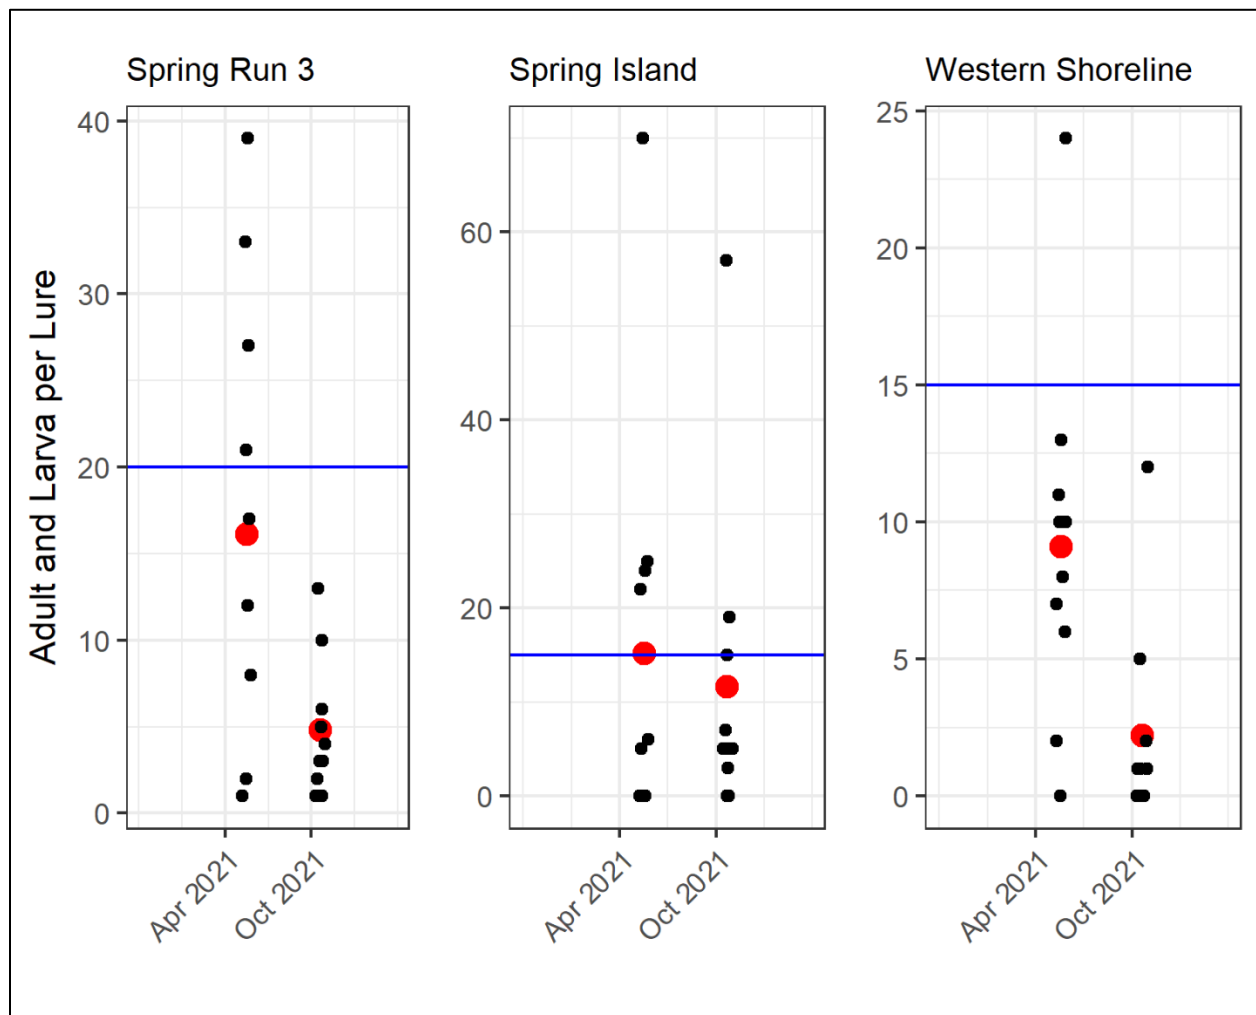 Spring Run 3
Spring Island
Western Shoreline
Adult and Larva per Lure
40
30
20
10
0
60
40
20
0
25
20
15
10
5
0
Apr 2021
Oct 2021
Apr 2021
Oct 2021
Apr 2021
Oct 2021